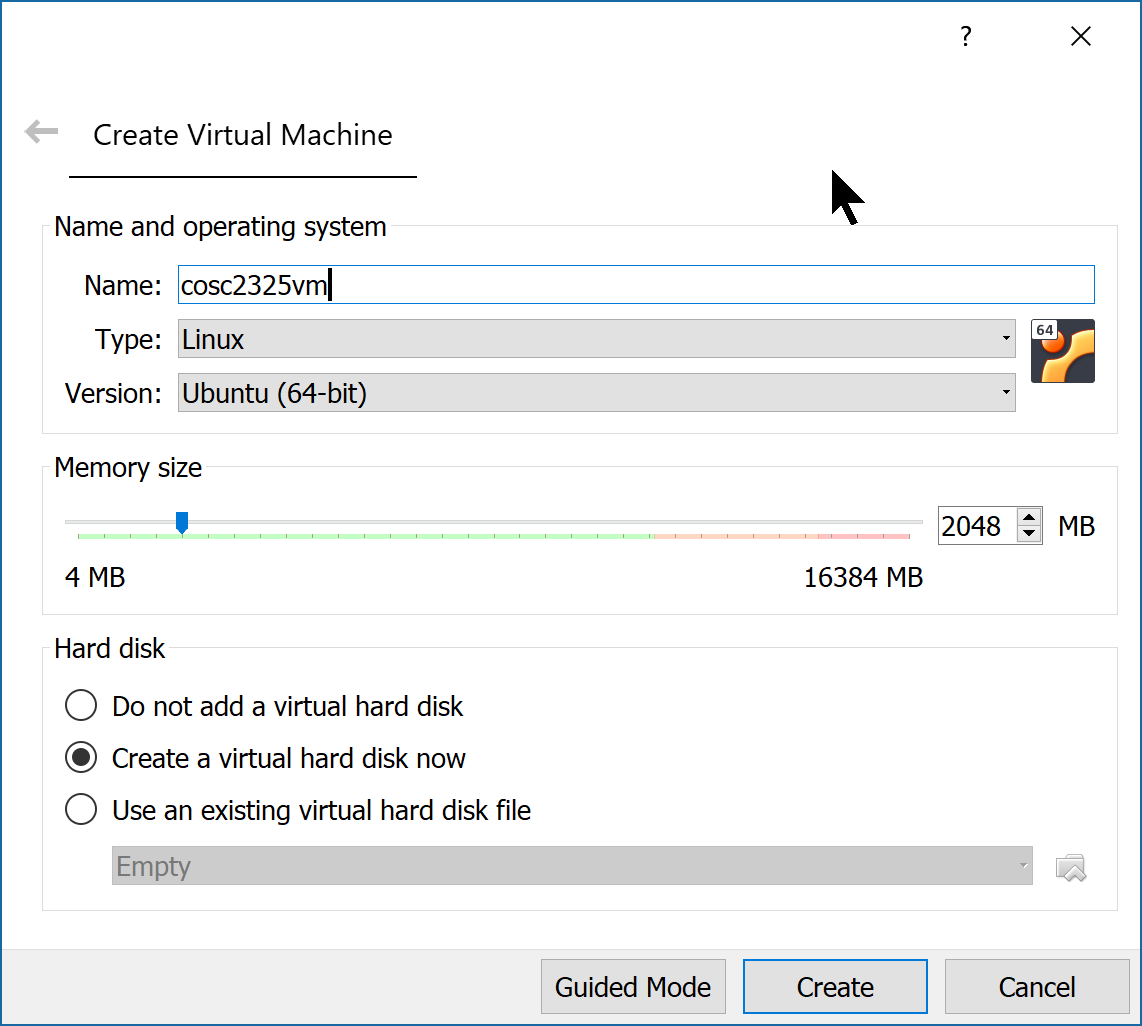 ?
Create Virtual Machine
Name and operating system
Name: cosc2325vm
Type: Linux
64
Version: Ubuntu (64-bit)
Memory size
2048 MB
4 MB 16384 MB
Hard disk
Do not add a virtual hard disk
Create a virtual hard disk now
Use an existing virtual hard disk file
Empty
Guided Mode Create Cancel